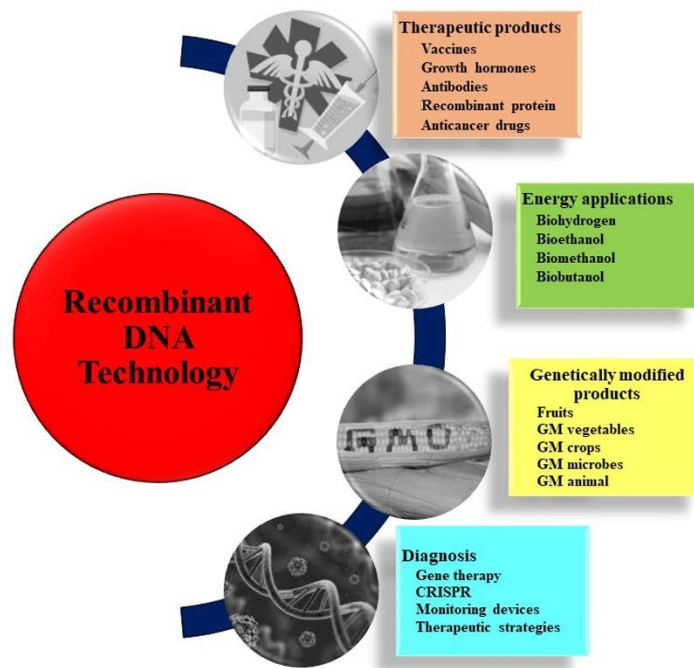 Therapeutic products
Vaccines
Growth hormones
Antibodies
Recombinant protein
Anticancer drugs
Energy applications
Biohydrogen
Bioethanol
Biomethanol
Biobutanol
Recombinant
DNA
Technology
Genetically modified
products
Fruits
GM vegetables
GM crops
GM microbes
GM animal
GMO
Diagnosis
Gene therapy
CRISPR
Monitoring devices
Therapeutic strategies